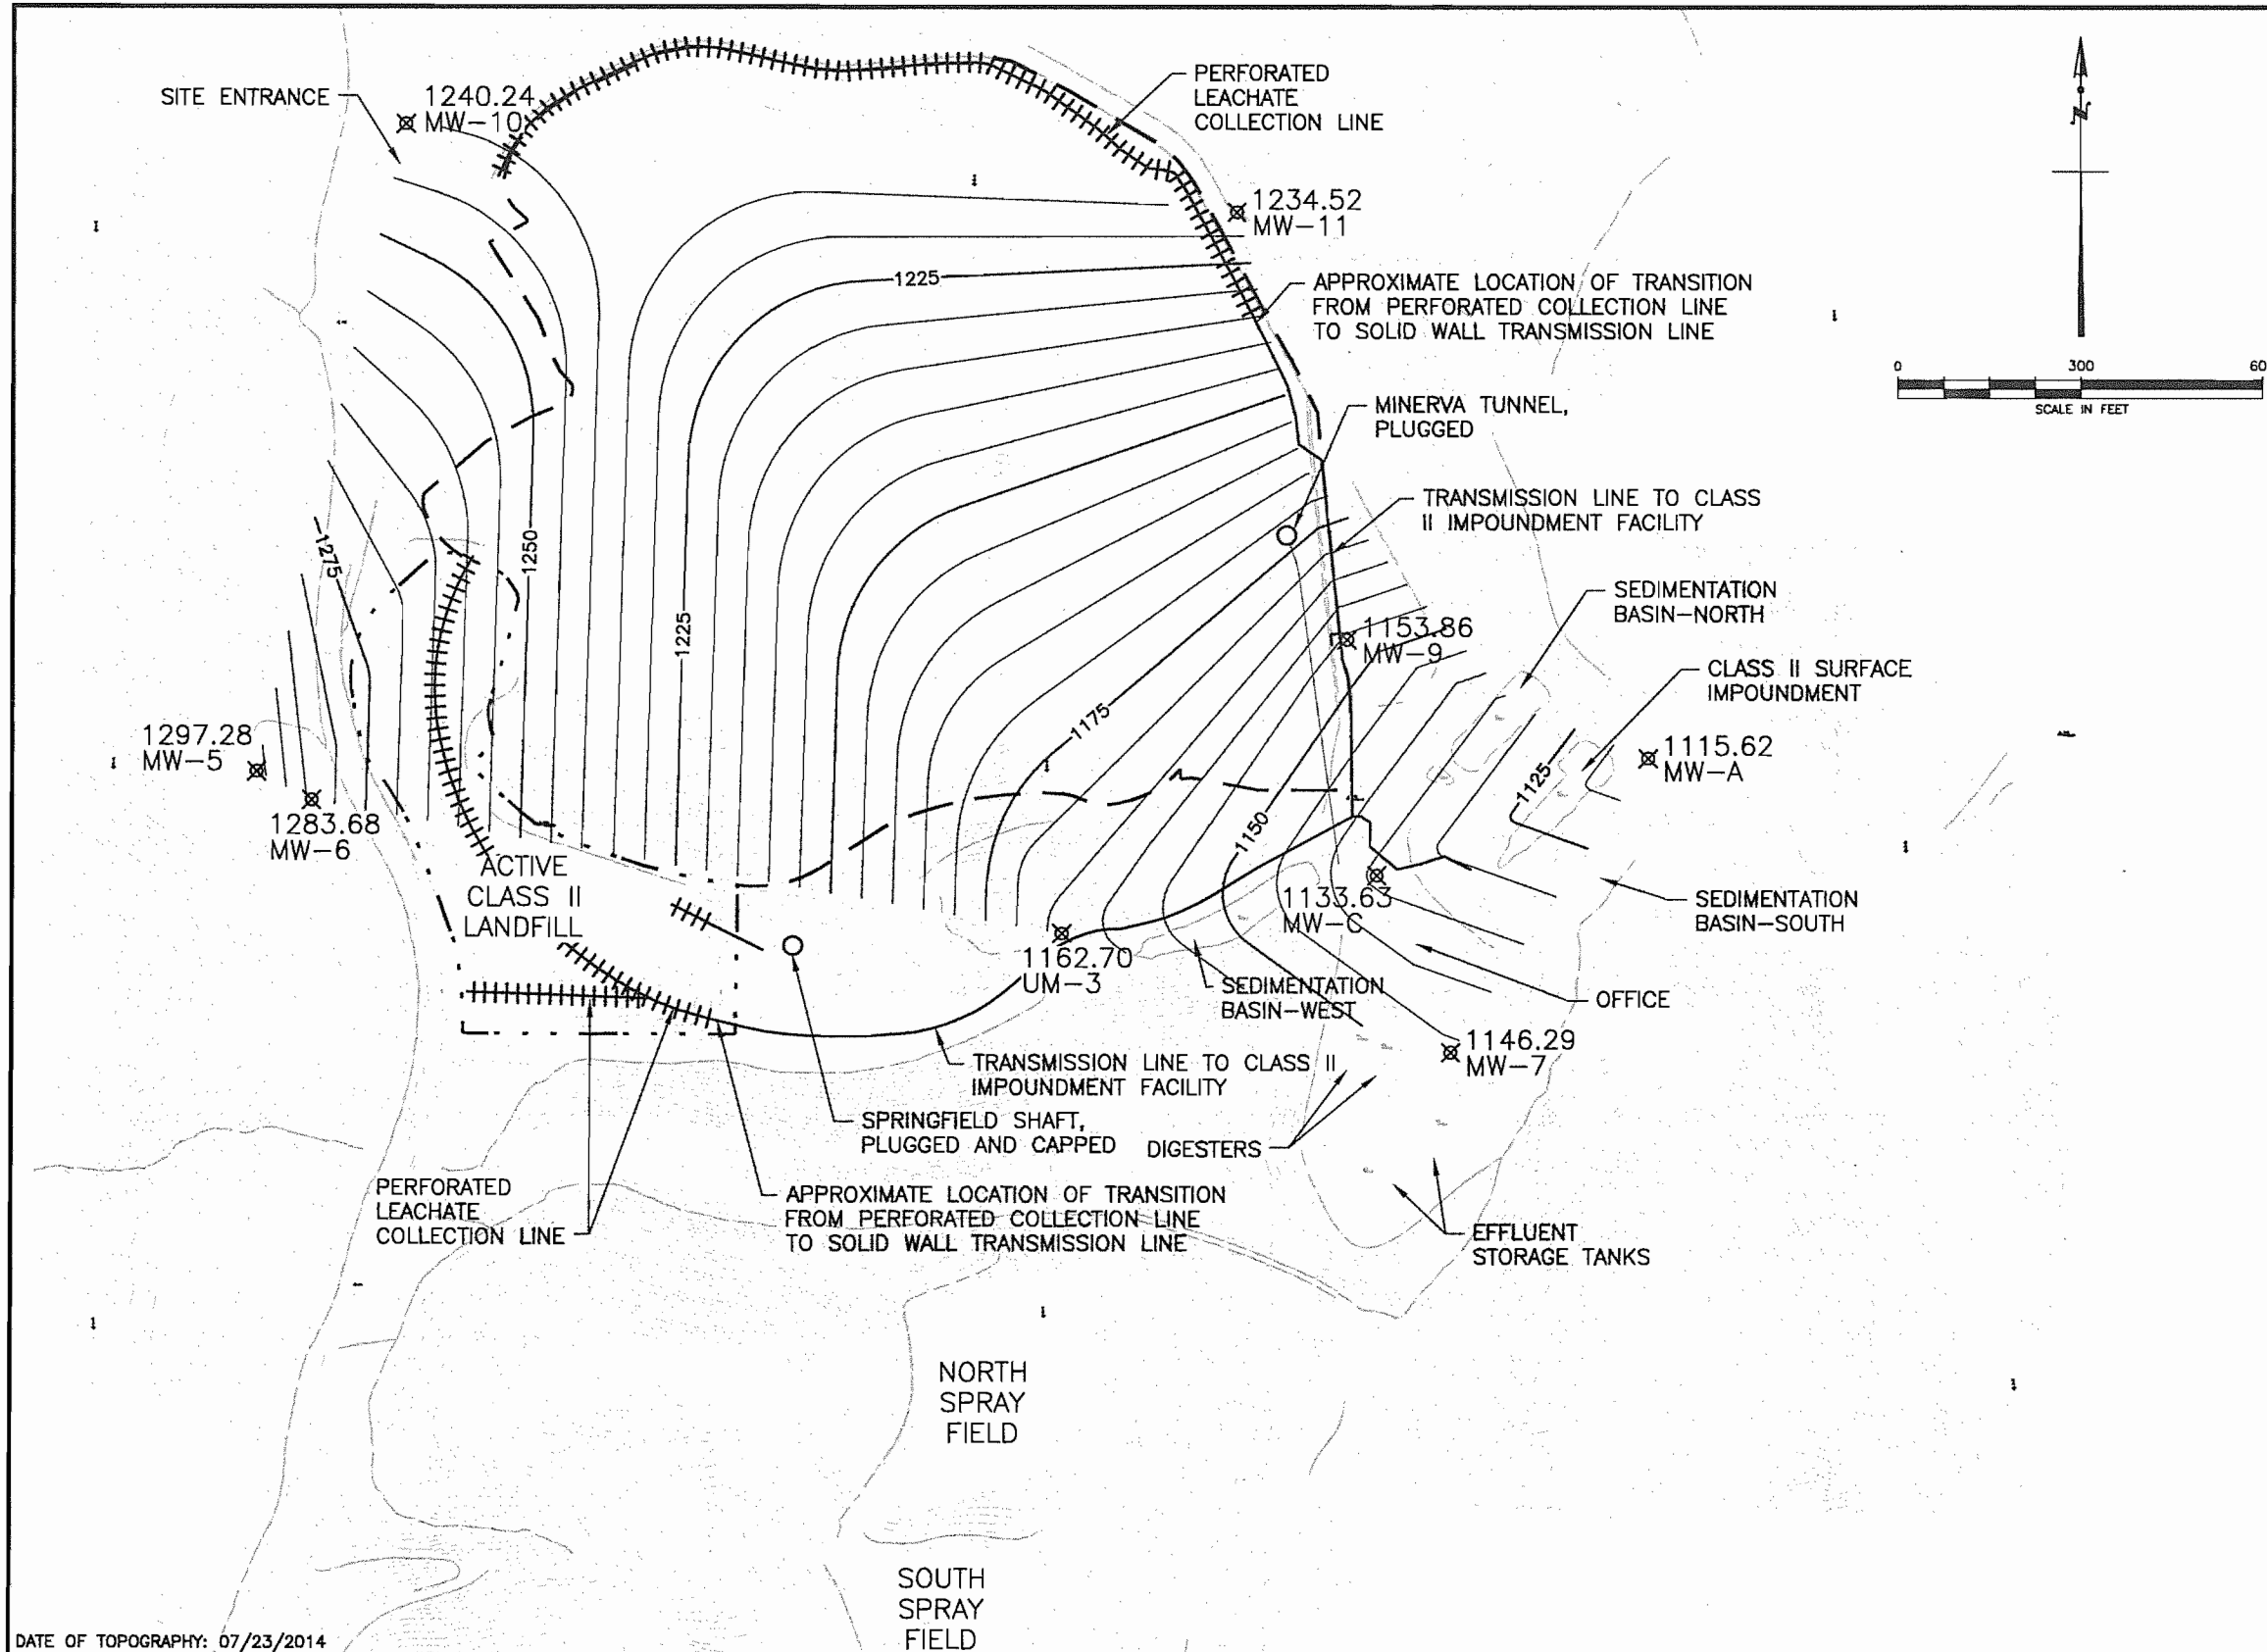 SITE ENTRANCE
1240.24
MW-10
PERFORATED
LEACHATE
COLLECTION LINE
N
1234.52
MW-11
1225
APPROXIMATE LOCATION OF TRANSITION
FROM PERFORATED COLLECTION LINE
TO SOLID WALL TRANSMISSION LINE
0 300 60
SCALE IN FEET
MINERVA TUNNEL,
PLUGGED
TRANSMISSION LINE TO CLASS
II IMPOUNDMENT FACILITY
1275
1250
1225
SEDIMENTATION
BASIN-NORTH
1153.86
MW-9
CLASS II SURFACE
IMPOUNDMENT
1175
1297.28
MW-5
1115.62
MW-A
1125
1283.68
MW-6
1150
ACTIVE
CLASS II
LANDFILL
1133.63
MW-C
SEDIMENTATION
BASIN-SOUTH
1162.70
UM-3
SEDIMENTATION
BASIN-WEST
OFFICE
1146.29
MW-7
TRANSMISSION LINE TO CLASS II
IMPOUNDMENT FACILITY
SPRINGFIELD SHAFT,
PLUGGED AND CAPPED
DIGESTERS
PERFORATED
LEACHATE
COLLECTION LINE
APPROXIMATE LOCATION OF TRANSITION
FROM PERFORATED COLLECTION LINE
TO SOLID WALL TRANSMISSION LINE
EFFLUENT
STORAGE TANKS
NORTH
SPRAY
FIELD
SOUTH
SPRAY
FIELD
DATE OF TOPOGRAPHY: 07/23/2014